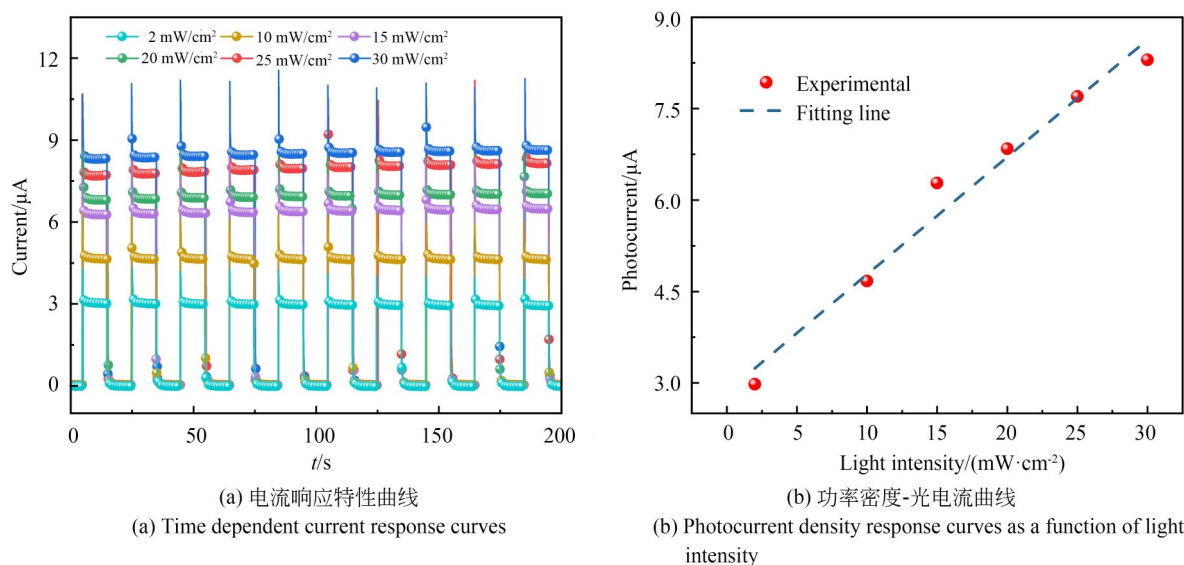 2 mW/cm² 10 mW/cm² 15 mW/cm²
20 mW/cm² 25 mW/cm² 30 mW/cm²
12
9
6
3
0
Current/μA
0 50 100 150 200
t/s
(a) 电流响应特性曲线
(a) Time dependent current response curves
9.0
7.5
6.0
4.5
3.0
Photocurrent/μA
Experimental
Fitting line
0 5 10 15 20 25 30
Light intensity/(mW·cm⁻²)
(b) 功率密度-光电流曲线
(b) Photocurrent density response curves as a function of light
intensity